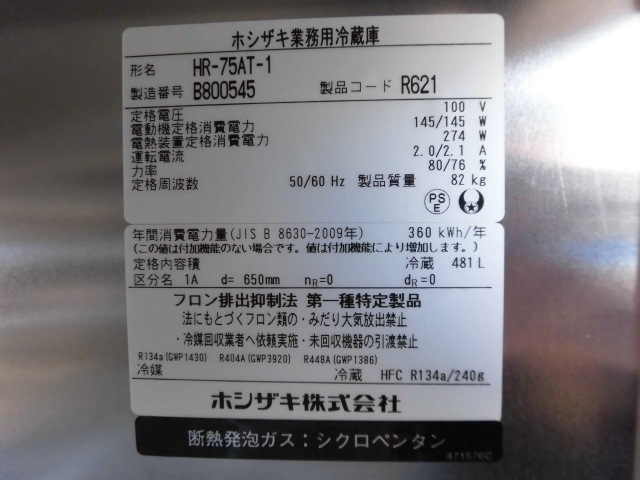 ホシザキ業務用冷蔵庫
形名 HR-75AT-1
製造番号 B800545 製品コード R621
定格電圧 100 V
電動機定格消費電力 145/145 W
電熱装置定格消費電力 274 W
運転電流 2.0/2.1 A
力率 80/76 %
定格周波数 50/60 Hz 製品質量 82 kg
PS
E
年間消費電力量(JIS B 8630-2009年) 360 kWh/年
(この値は付加機能のない場合です。値は付加機能により増加します。)
定格内容積 冷蔵 481 L
区分名 1A d= 650mm nR=0 dR=0
フロン排出抑制法 第一種特定製品
法にもとづくフロン類の・みだり大気放出禁止
・冷媒回収業者へ依頼実施・未回収機器の引渡禁止
R134a(GWP1430) R404A(GWP3920) R448A(GWP1386)
冷媒 冷蔵 HFC R134a/240g
ホシザキ株式会社
断熱発泡ガス：シクロペンタン
471576C